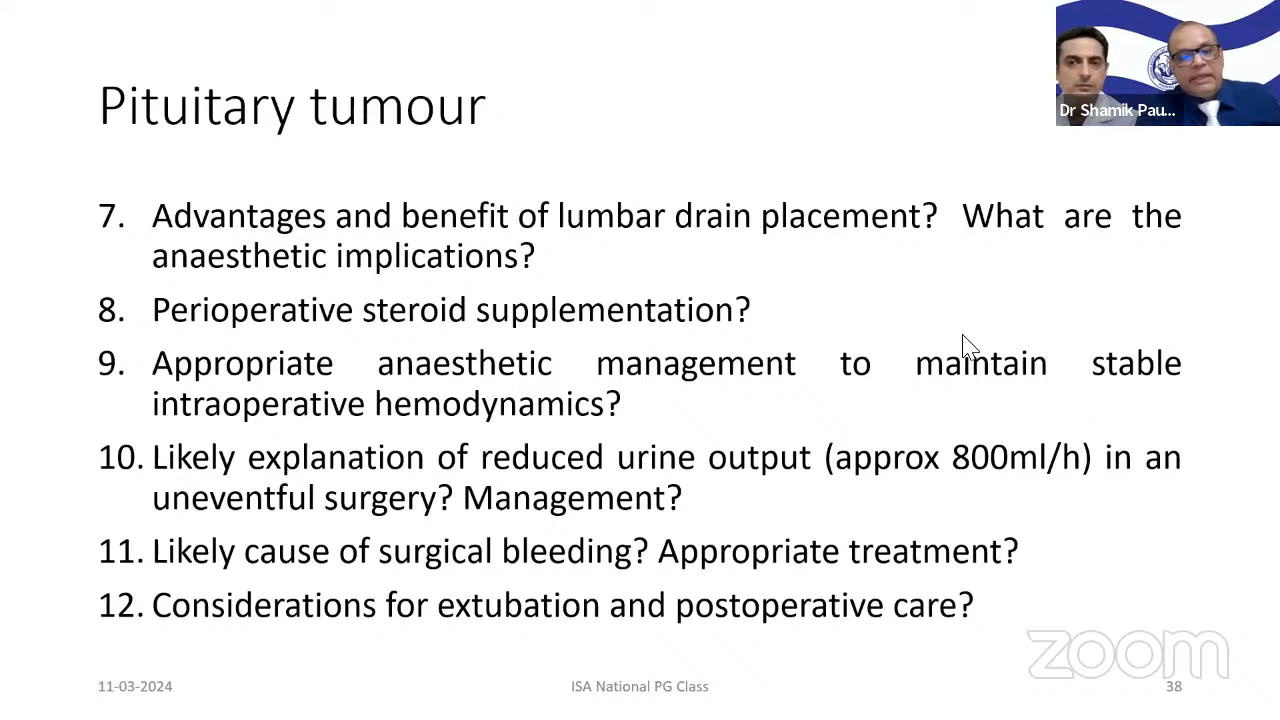 Dr Shamik Pau...
Pituitary tumour
7. Advantages and benefit of lumbar drain placement? What are the
anaesthetic implications?
8. Perioperative steroid supplementation?
9. Appropriate anaesthetic management to maintain stable
intraoperative hemodynamics?
10. Likely explanation of reduced urine output (approx 800ml/h) in an
uneventful surgery? Management?
11. Likely cause of surgical bleeding? Appropriate treatment?
12. Considerations for extubation and postoperative care?
zoom
11-03-2024 ISA National PG Class 38